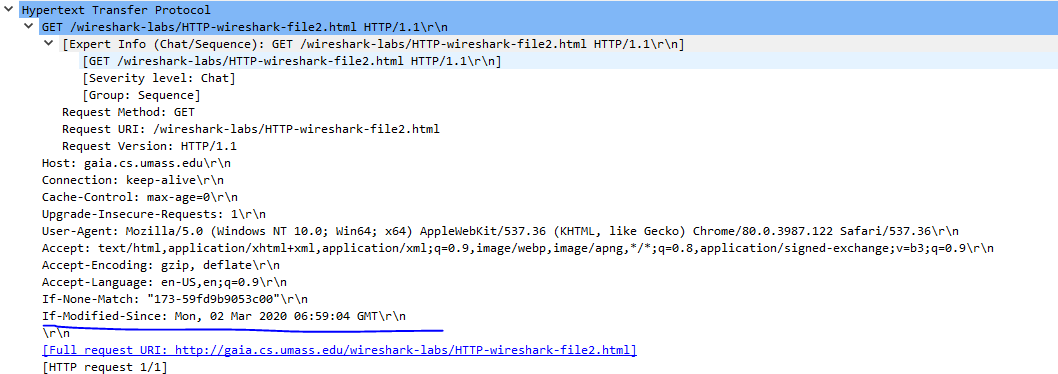 Hypertext Transfer Protocol
GET /wireshark-labs/HTTP-wireshark-file2.html HTTP/1.1\r\n
[Expert Info (Chat/Sequence): GET /wireshark-labs/HTTP-wireshark-file2.html HTTP/1.1\r\n]
[GET /wireshark-labs/HTTP-wireshark-file2.html HTTP/1.1\r\n]
[Severity level: Chat]
[Group: Sequence]
Request Method: GET
Request URI: /wireshark-labs/HTTP-wireshark-file2.html
Request Version: HTTP/1.1
Host: gaia.cs.umass.edu\r\n
Connection: keep-alive\r\n
Cache-Control: max-age=0\r\n
Upgrade-Insecure-Requests: 1\r\n
User-Agent: Mozilla/5.0 (Windows NT 10.0; Win64; x64) AppleWebKit/537.36 (KHTML, like Gecko) Chrome/80.0.3987.122 Safari/537.36\r\n
Accept: text/html,application/xhtml+xml,application/xml;q=0.9,image/webp,image/apng,*/*;q=0.8,application/signed-exchange;v=b3;q=0.9\r\n
Accept-Encoding: gzip, deflate\r\n
Accept-Language: en-US,en;q=0.9\r\n
If-None-Match: "173-59fd9b9053c00"\r\n
If-Modified-Since: Mon, 02 Mar 2020 06:59:04 GMT\r\n
\r\n
[Full request URI: http://gaia.cs.umass.edu/wireshark-labs/HTTP-wireshark-file2.html]
[HTTP request 1/1]